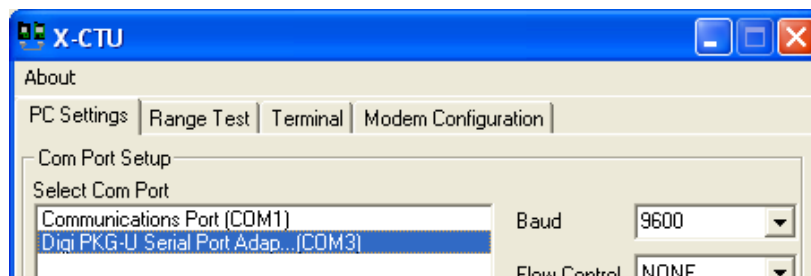 X-CTU
About
PC Settings Range Test Terminal Modem Configuration
Com Port Setup
Select Com Port
Communications Port (COM1)
Digi PKG-U Serial Port Adap...(COM3)
Baud 9600
Flow Control NONE